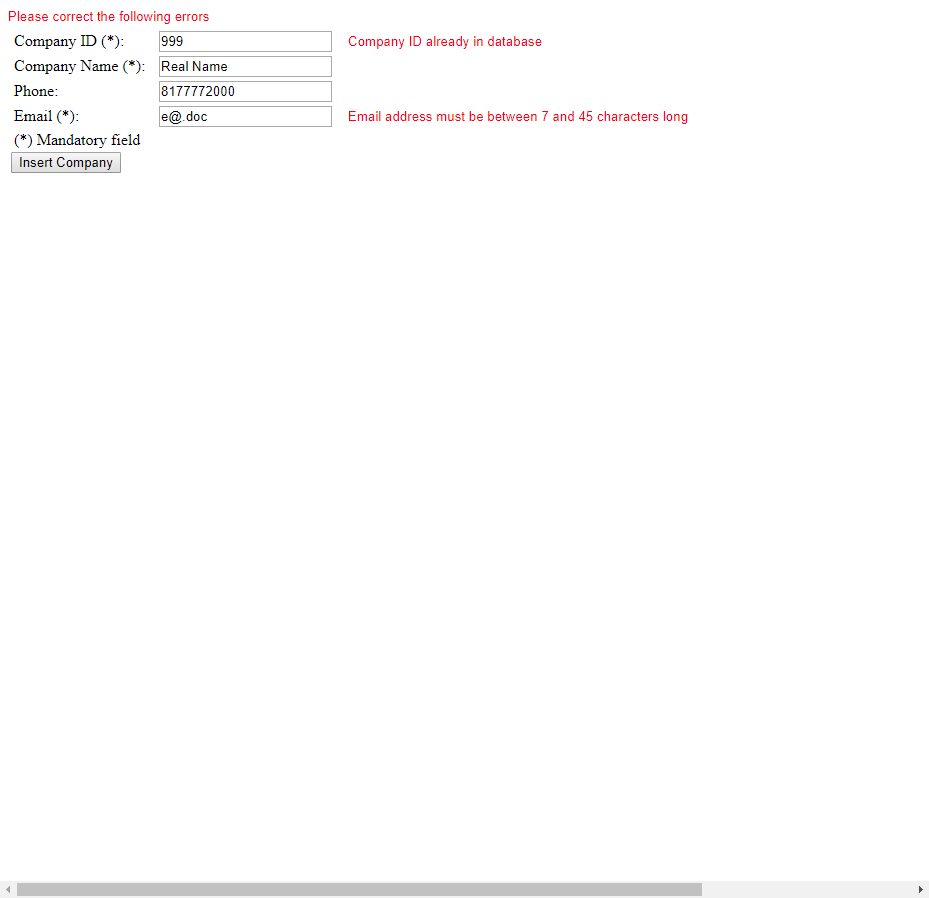 Please correct the following errors
Company ID (*): 999 Company ID already in database
Company Name (*): Real Name
Phone: 8177772000
Email (*): e@.doc Email address must be between 7 and 45 characters long
(*) Mandatory field
Insert Company